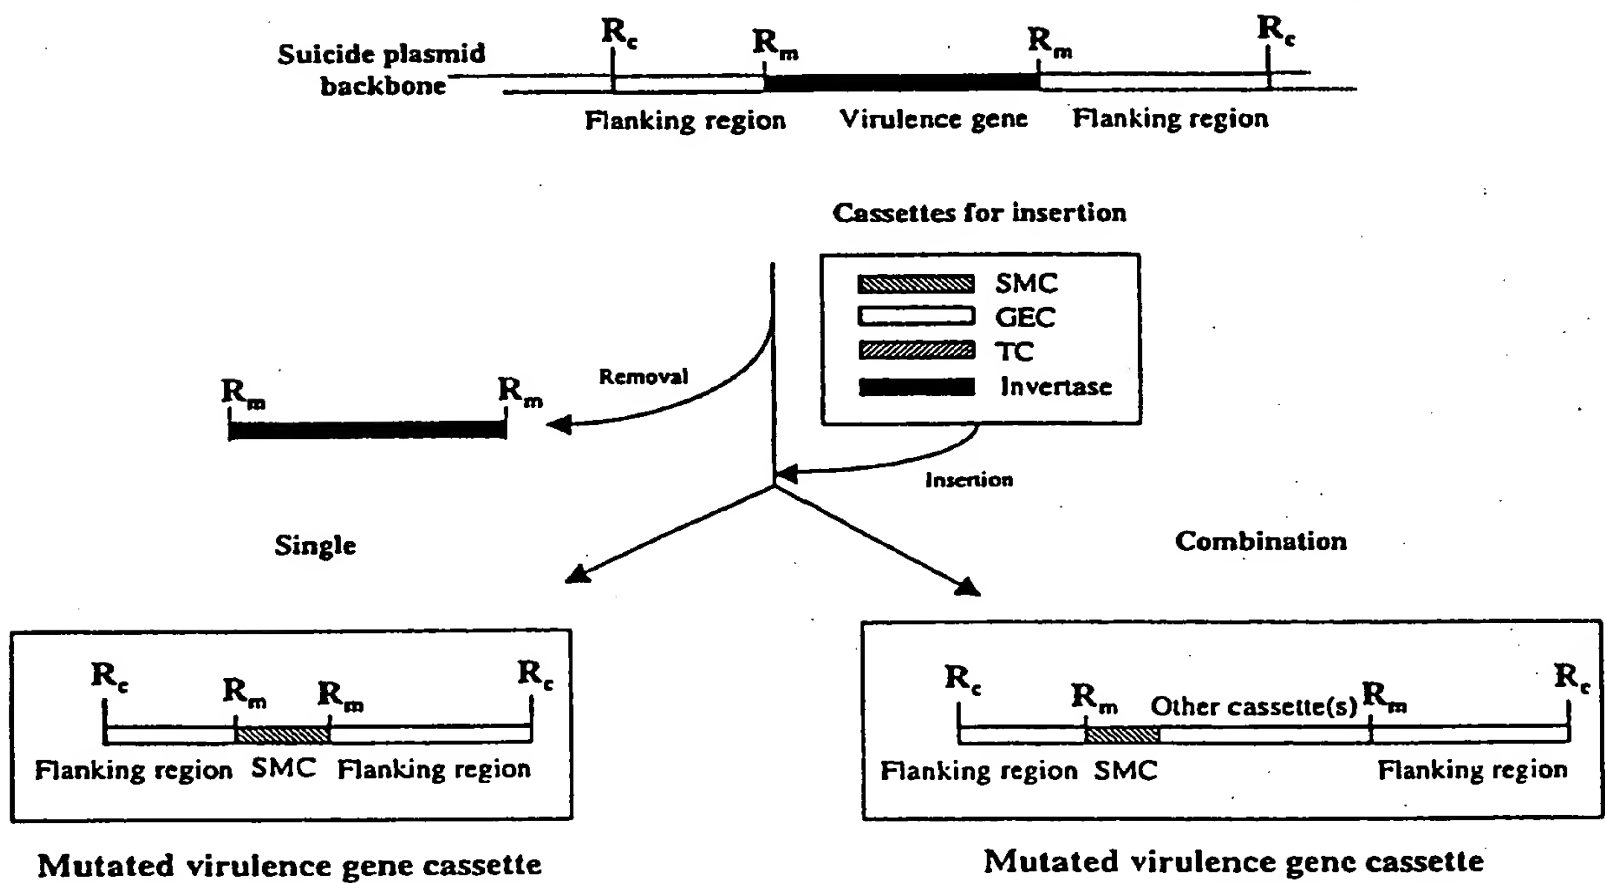 Suicide plasmid
backbone
Rc Rm Rm Rc
Flanking region Virulence gene Flanking region
Cassettes for insertion
SMC
GEC
TC
Invertase
Removal
Rm Rm
Insertion
Single
Combination
Rc Rm Rm Rc
Flanking region SMC Flanking region
Mutated virulence gene cassette
Rc Rm Other cassette(s) Rm Rc
Flanking region SMC Flanking region
Mutated virulence gene cassette